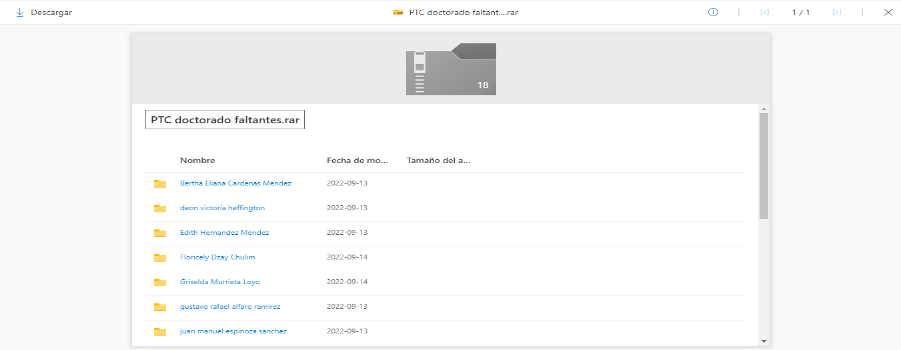 Descargar
PTC doctorado faltant....rar
1 / 1
18
PTC doctorado faltantes.rar
Nombre Fecha de mo... Tamaño del a...
Bertha Eliana Cardenas Mendez 2022-09-13
deon victoria heffington 2022-09-13
Edith Hernandez Mendez 2022-09-13
Floricely Dzay Chulim 2022-09-14
Griselda Murrieta Loyo 2022-09-14
gustavo rafael alfaro ramirez 2022-09-13
juan manuel espinoza sanchez 2022-09-13